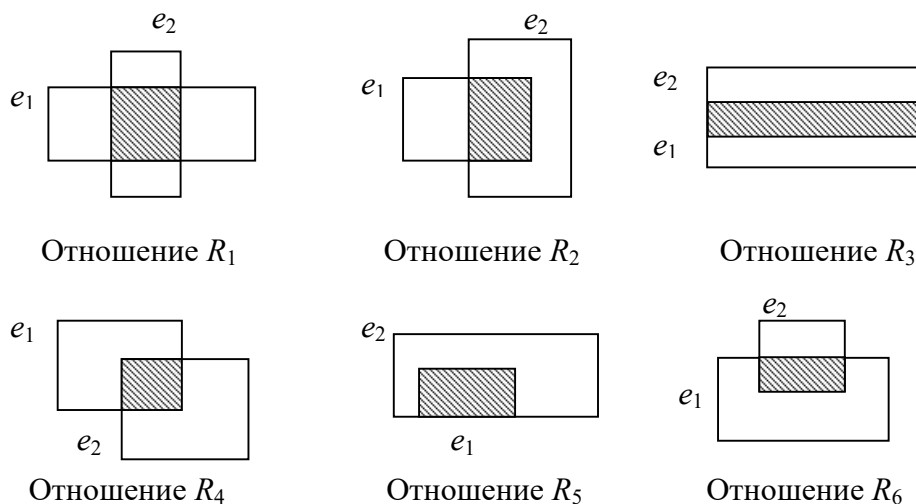 e2 e2
e1 e1 e2
e1
Отношение R1 Отношение R2 Отношение R3
e1 e2 e2
e1
e2 e1
Отношение R4 Отношение R5 Отношение R6